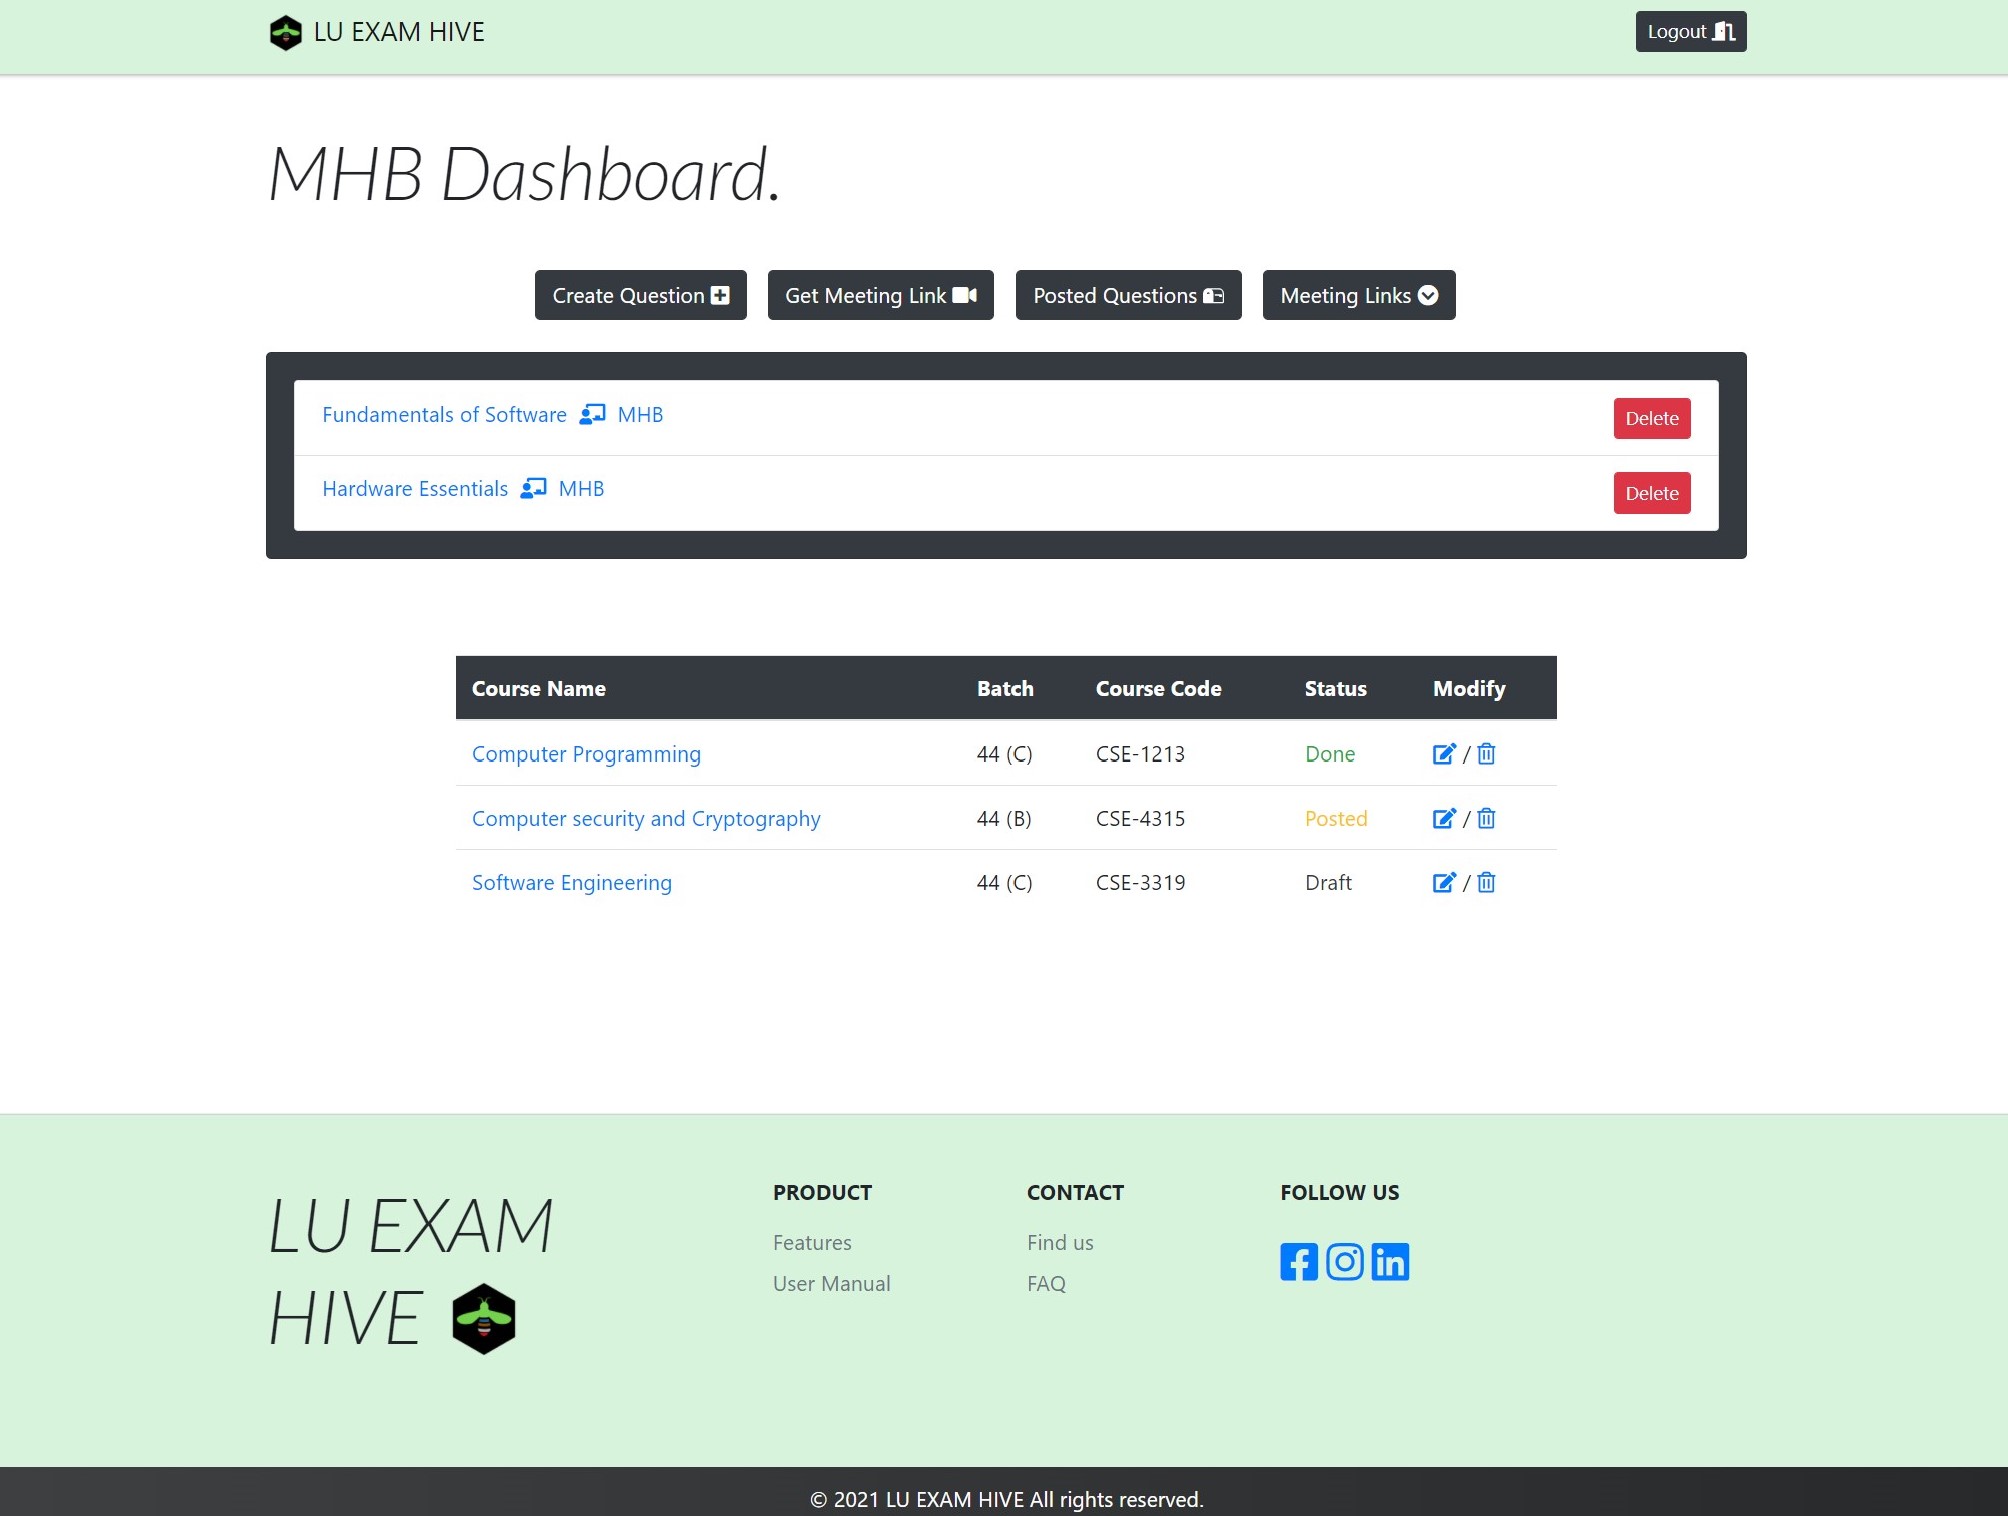 LU EXAM HIVE
Logout
MHB Dashboard.
Create Question
Get Meeting Link
Posted Questions
Meeting Links
Fundamentals of Software MHB
Delete
Hardware Essentials MHB
Delete
Course Name Batch Course Code Status Modify
Computer Programming 44 (C) CSE-1213 Done /
Computer security and Cryptography 44 (B) CSE-4315 Posted /
Software Engineering 44 (C) CSE-3319 Draft /
LU EXAM
HIVE
PRODUCT
Features
User Manual
CONTACT
Find us
FAQ
FOLLOW US
© 2021 LU EXAM HIVE All rights reserved.